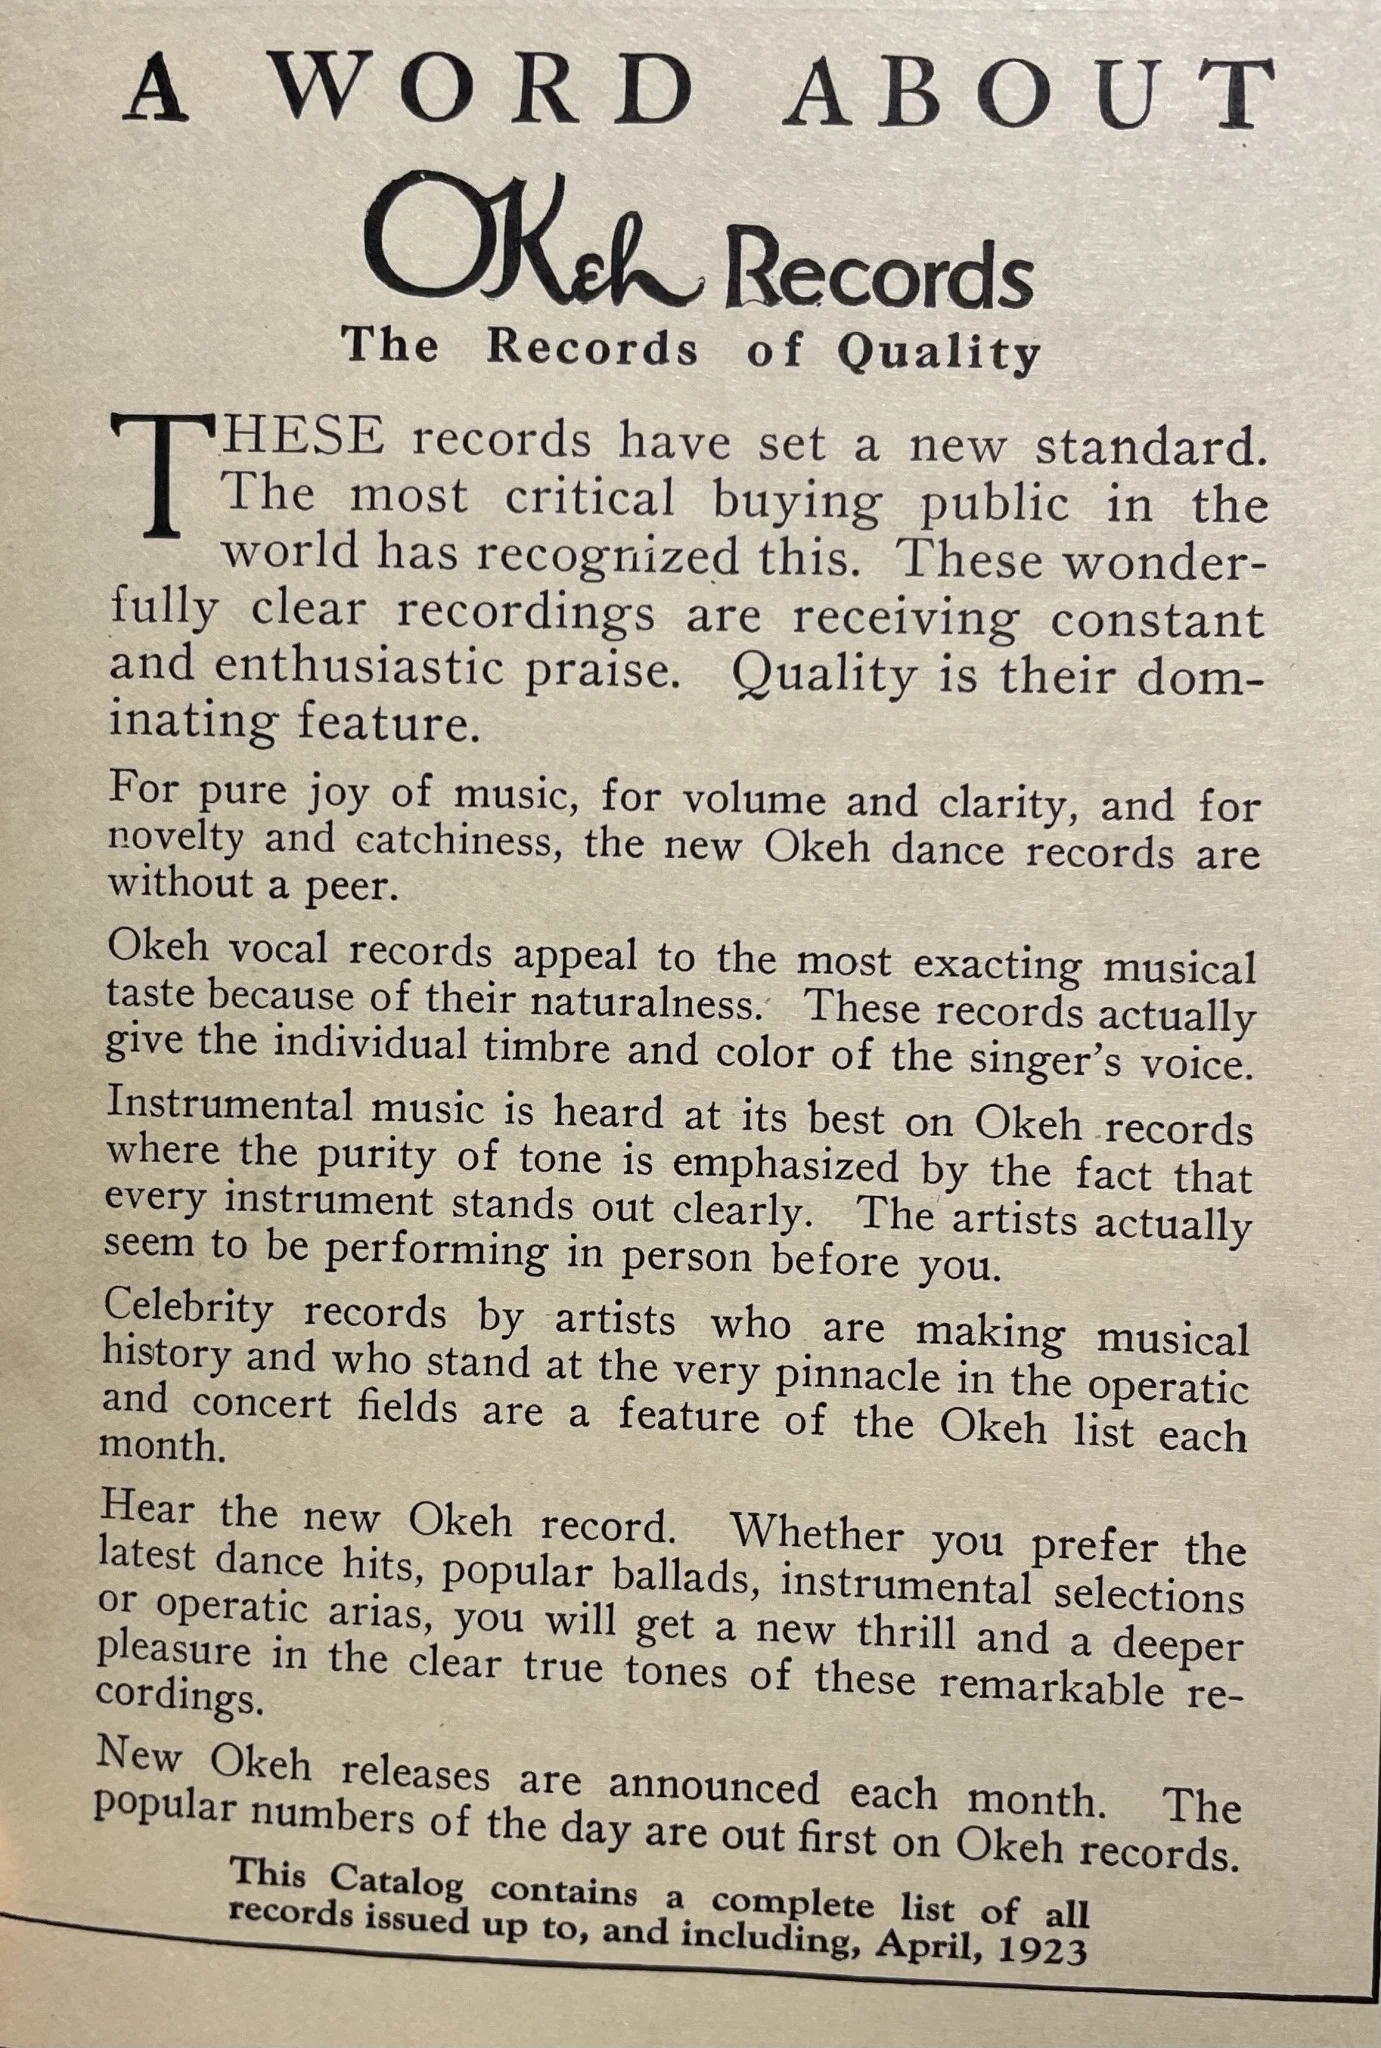 A WORD ABOUT
OKeh Records
The Records of Quality
THESE records have set a new standard.
The most critical buying public in the
world has recognized this. These wonder-
fully clear recordings are receiving constant
and enthusiastic praise. Quality is their dom-
inating feature.
For pure joy of music, for volume and clarity, and for
novelty and catchiness, the new Okeh dance records are
without a peer.
Okeh vocal records appeal to the most exacting musical
taste because of their naturalness. These records actually
give the individual timbre and color of the singer's voice.
Instrumental music is heard at its best on Okeh records
where the purity of tone is emphasized by the fact that
every instrument stands out clearly. The artists actually
seem to be performing in person before you.
Celebrity records by artists who are making musical
history and who stand at the very pinnacle in the operatic
and concert fields are a feature of the Okeh list each
month.
Hear the new Okeh record. Whether you prefer the
latest dance hits, popular ballads, instrumental selections
or operatic arias, you will get a new thrill and a deeper
pleasure in the clear true tones of these remarkable re-
cordings.
New Okeh releases are announced each month. The
popular numbers of the day are out first on Okeh records.
This Catalog contains a complete list of all
records issued up to, and including, April, 1923